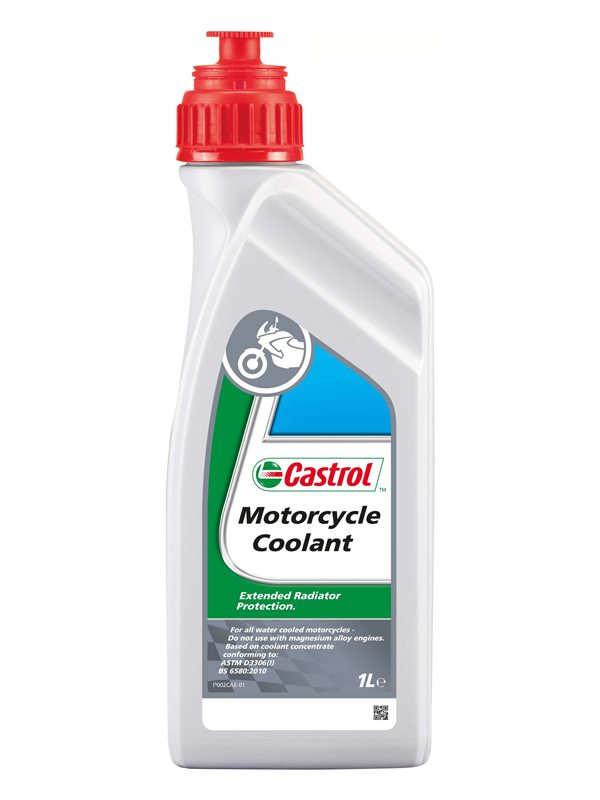 Castrol
™
Motorcycle
Coolant
Extended Radiator
Protection.
For all water cooled motorcycles -
Do not use with magnesium alloy engines.
Based on coolant concentrate
conforming to:
ASTM D3306(I)
BS 6580:2010
P002CAE-01
1L℮